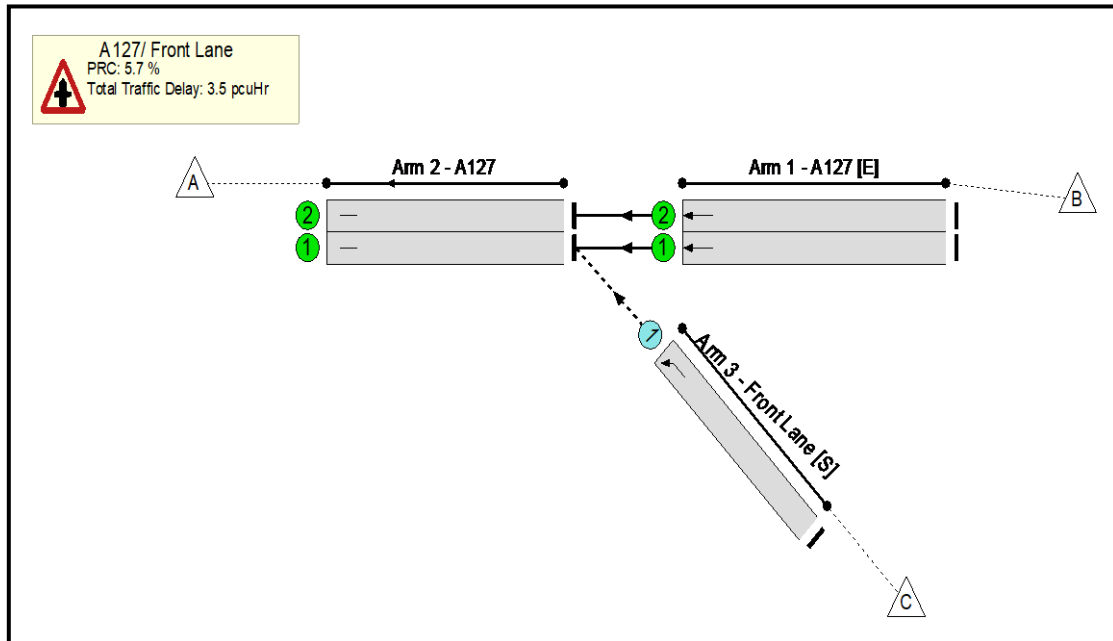 A127/ Front Lane
PRC: 5.7 %
Total Traffic Delay: 3.5 pcuHr
Arm 2 - A127
Arm 1 - A127 [E]
A
B
2
2
1
1
1
Arm 3 - Front Lane [S]
C